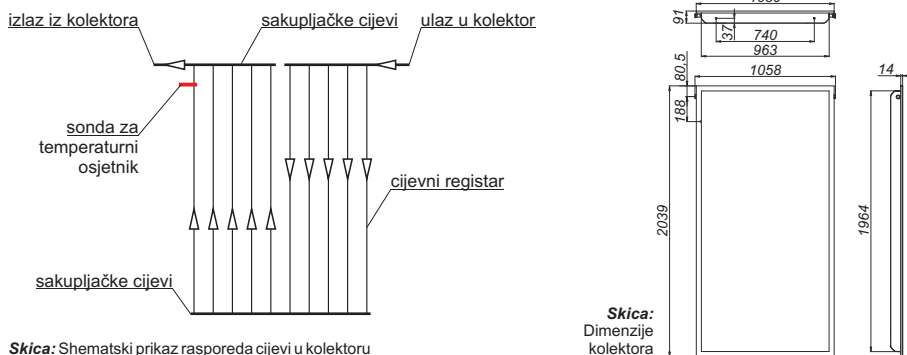 izlaz iz kolektora
sakupljačke cijevi
ulaz u kolektor
sonda za
temperaturni
osjetnik
cijevni registar
sakupljačke cijevi
Skica: Shematski prikaz rasporeda cijevi u kolektoru
91
37
740
963
80,5
1058
14
188
2039
1964
Skica:
Dimenzije
kolektora